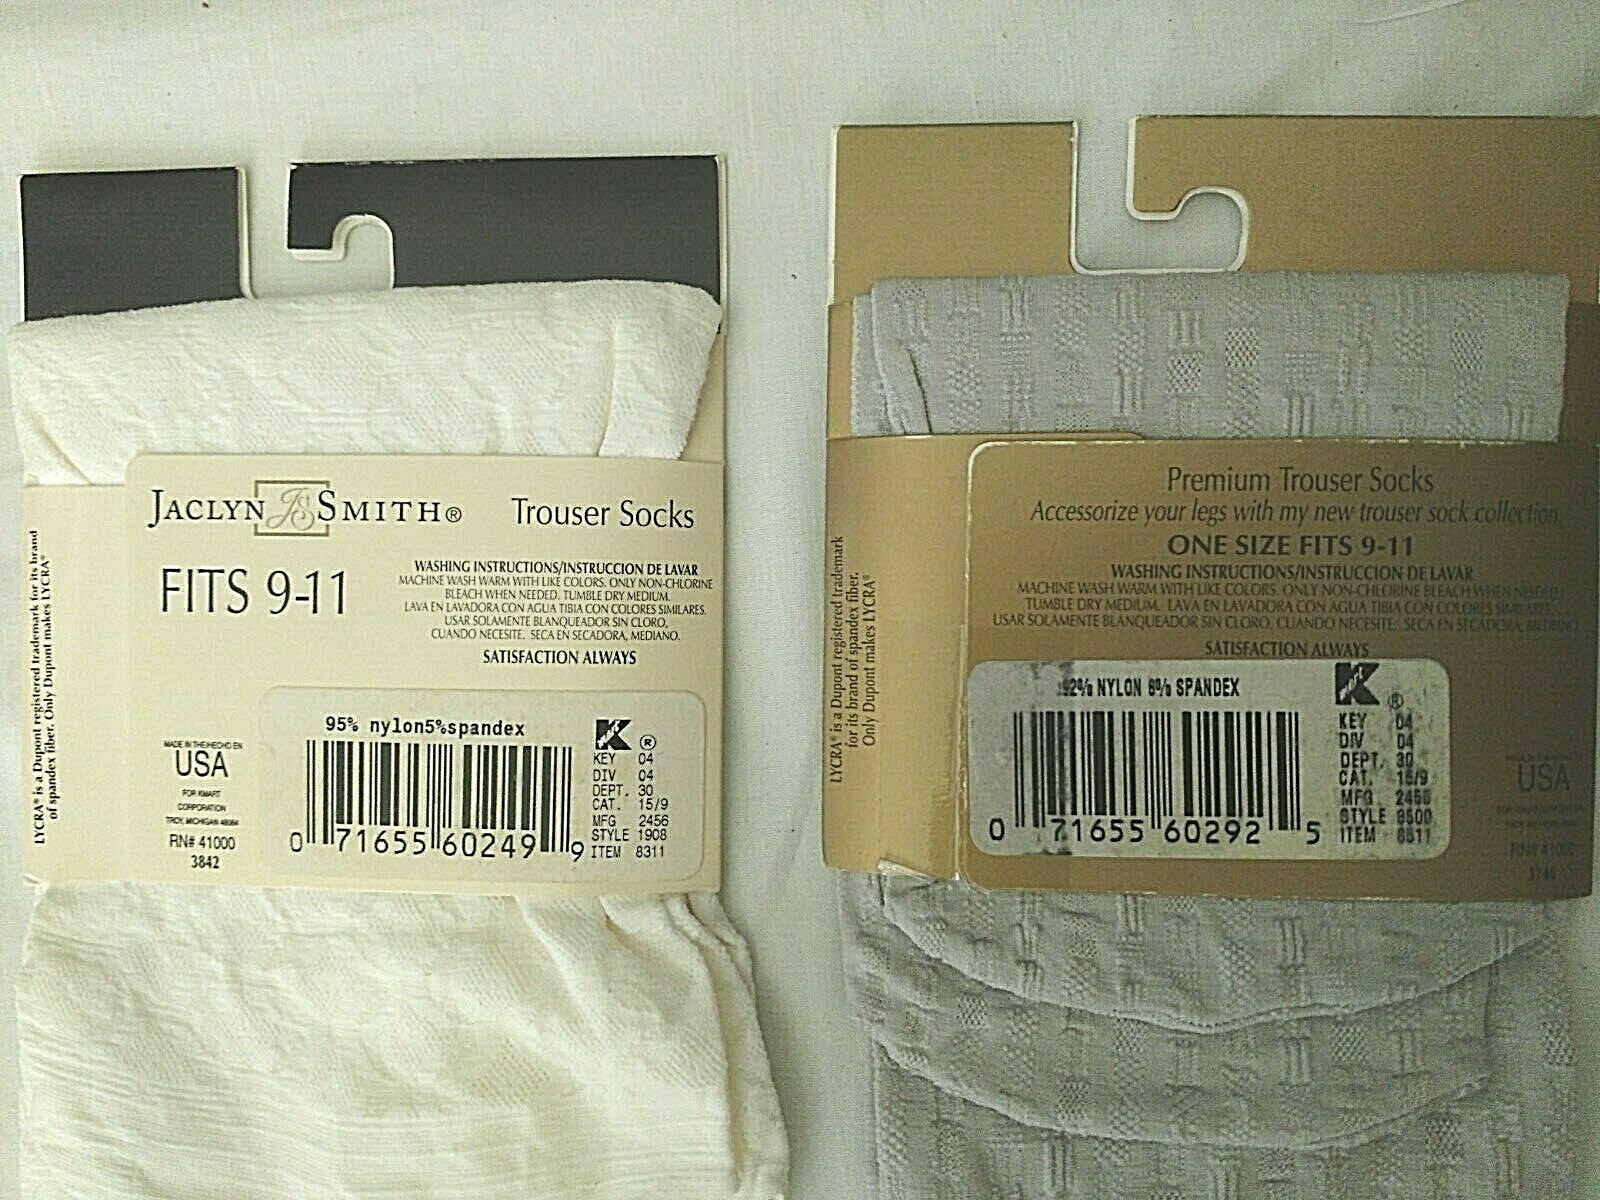 JACLYN JS SMITH® Trouser Socks
FITS 9-11
WASHING INSTRUCTIONS/INSTRUCCION DE LAVAR
MACHINE WASH WARM WITH LIKE COLORS. ONLY NON-CHLORINE
BLEACH WHEN NEEDED. TUMBLE DRY MEDIUM.
LAVA EN LAVADORA CON AGUA TIBIA CON COLORES SIMILARES.
USAR SOLAMENTE BLANQUEADOR SIN CLORO,
CUANDO NECESITE. SECA EN SECADORA, MEDIANO.
SATISFACTION ALWAYS
LYCRA® is a Dupont registered trademark for its brand
of spandex fiber. Only Dupont makes LYCRA®
MADE IN THE/HECHO EN
USA
FOR KMART
CORPORATION
TROY, MICHIGAN 48084
RN# 41000
3842
95% nylon5%spandex
kmart ®
KEY 04
DIV 04
DEPT. 30
CAT. 15/9
MFG 2456
STYLE 1908
ITEM 8311
0 71655 60249 9
Premium Trouser Socks
Accessorize your legs with my new trouser sock collection.
ONE SIZE FITS 9-11
WASHING INSTRUCTIONS/INSTRUCCION DE LAVAR
MACHINE WASH WARM WITH LIKE COLORS. ONLY NON-CHLORINE BLEACH WHEN NEEDED.
TUMBLE DRY MEDIUM. LAVA EN LAVADORA CON AGUA TIBIA CON COLORES SIMILARES.
USAR SOLAMENTE BLANQUEADOR SIN CLORO, CUANDO NECESITE. SECA EN SECADORA, MEDIANO.
SATISFACTION ALWAYS
LYCRA® is a Dupont registered trademark
for its brand of spandex fiber.
Only Dupont makes LYCRA®
92% NYLON 8% SPANDEX
kmart ®
KEY 04
DIV 04
DEPT. 30
CAT. 15/9
MFG 2456
STYLE
ITEM
0 71655 60292 5
USA
RN# 41000